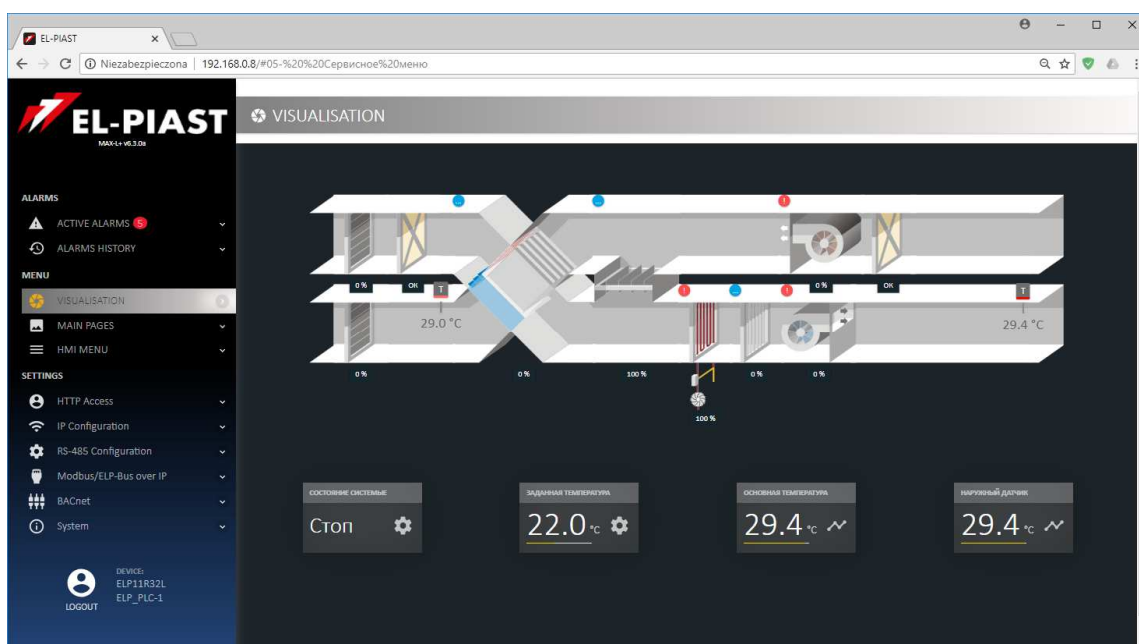 EL-PIAST
Niezabezpieczona | 192.168.0.8/#05-%20%20Сервисное%20меню
EL-PIAST
MAX-L+ v6.3.0a
VISUALISATION
ALARMS
ACTIVE ALARMS 5
ALARMS HISTORY
MENU
VISUALISATION
MAIN PAGES
HMI MENU
SETTINGS
HTTP Access
IP Configuration
RS-485 Configuration
Modbus/ELP-Bus over IP
BACnet
System
DEVICE:
ELP11R32L
ELP_PLC-1
LOGOUT
0 %
OK
T
0 %
OK
T
29.0 °C
29.4 °C
0 %
0 %
100 %
0 %
0 %
100 %
СОСТОЯНИЕ СИСТЕМЫЕ
Стоп
ЗАДАННАЯ ТЕМПЕРАТУРА
22.0 °C
ОСНОВНАЯ ТЕМПЕРАТУРА
29.4 °C
НАРУЖНЫЙ ДАТЧИК
29.4 °C